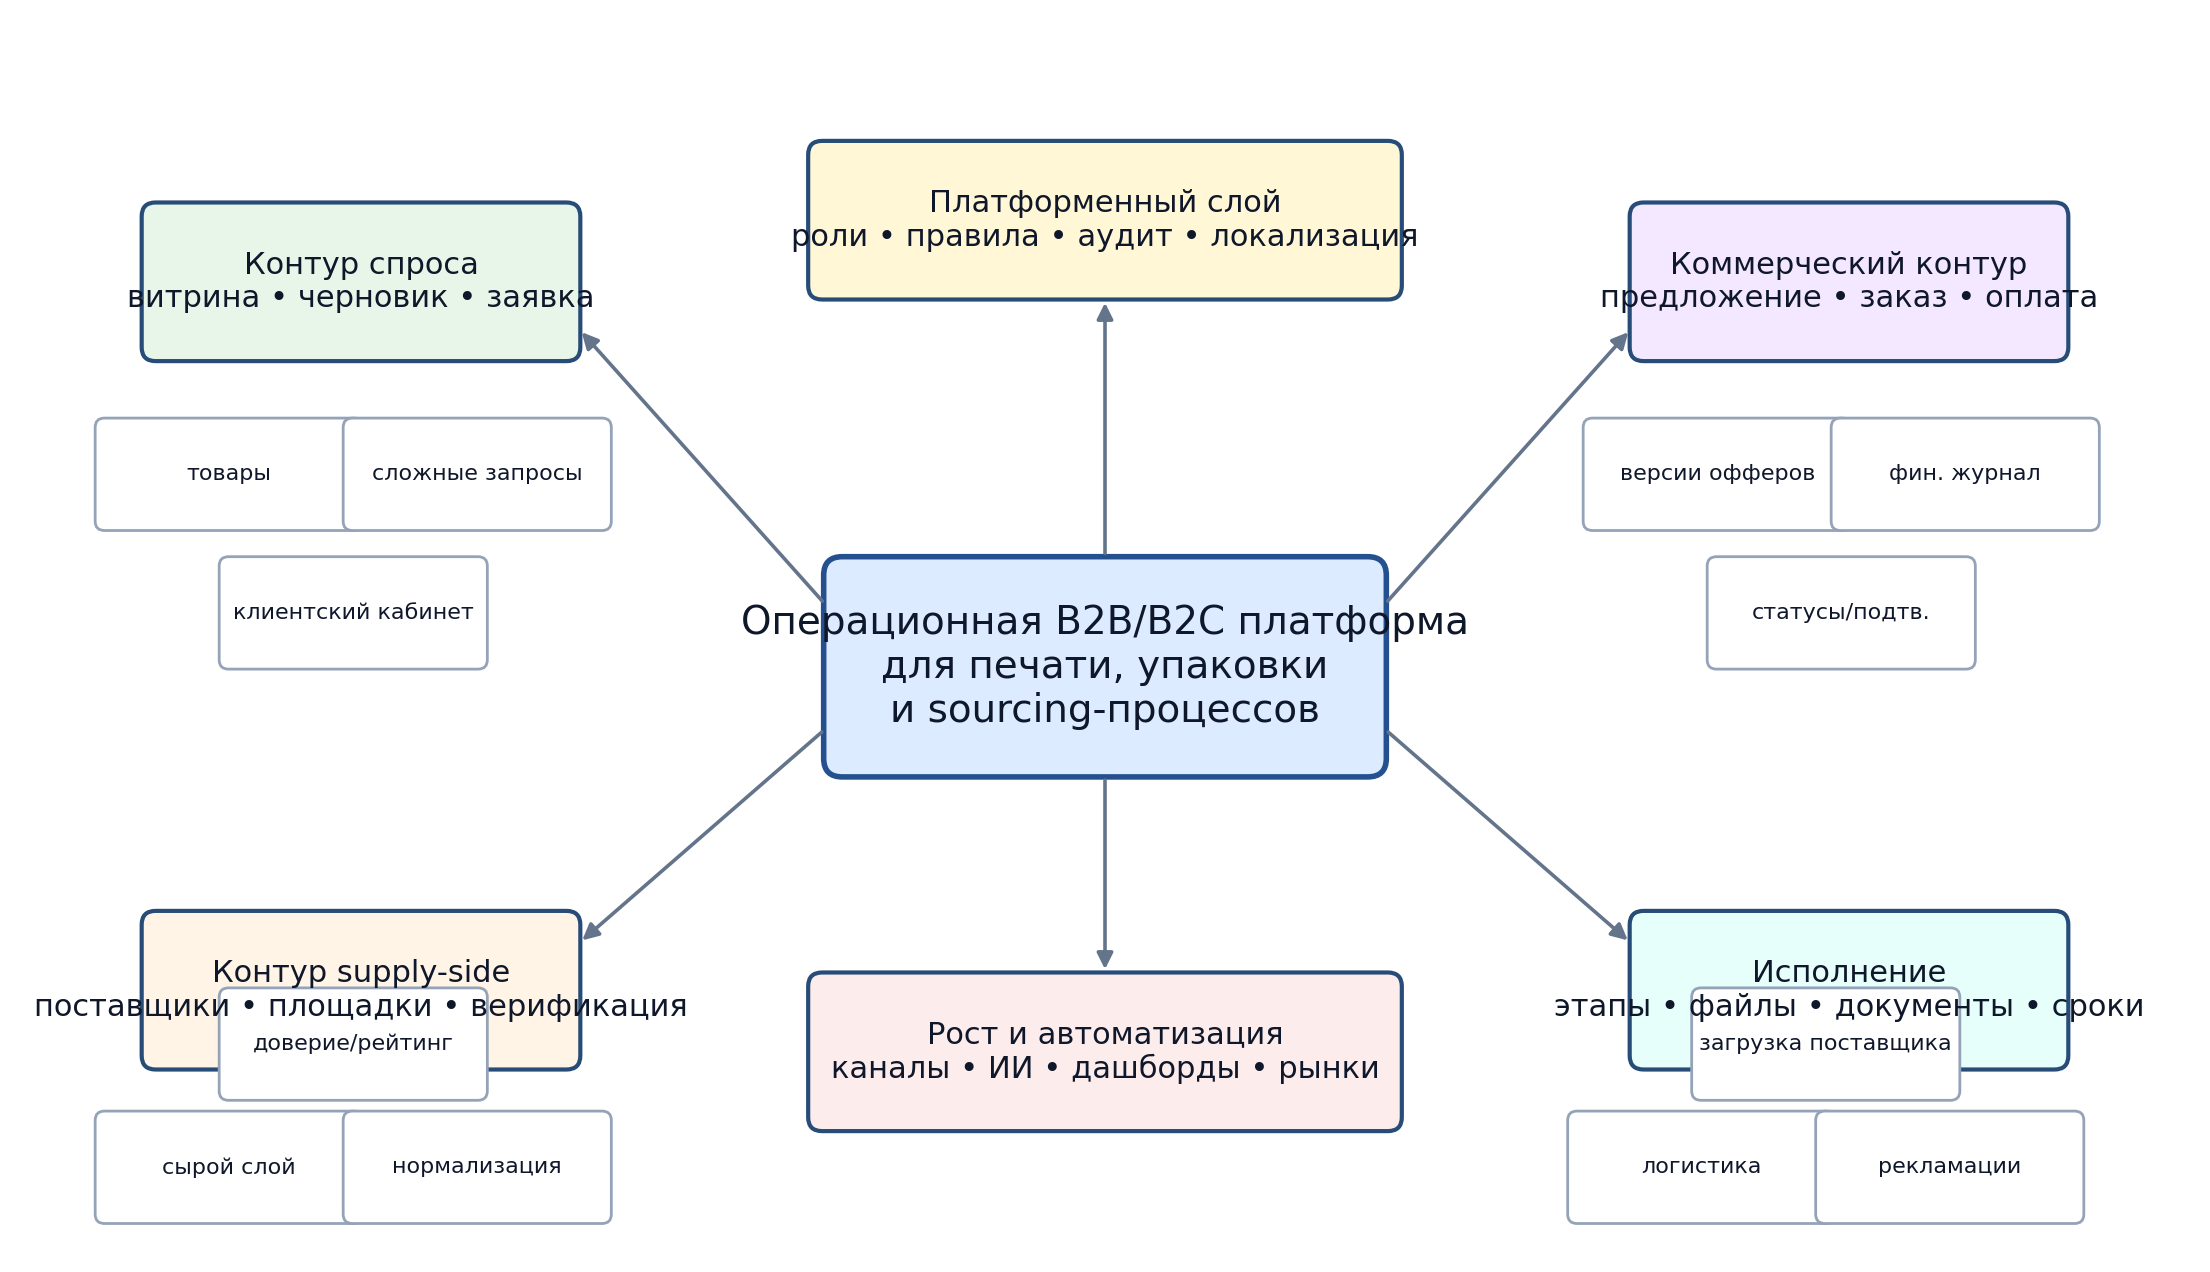 Платформенный слой
роли • правила • аудит • локализация
Контур спроса
витрина • черновик • заявка
Коммерческий контур
предложение • заказ • оплата
товары
сложные запросы
клиентский кабинет
версии офферов
фин. журнал
статусы/подтв.
Операционная B2B/B2C платформа
для печати, упаковки
и sourcing-процессов
Контур supply-side
поставщики • площадки • верификация
доверие/рейтинг
сырой слой
нормализация
Рост и автоматизация
каналы • ИИ • дашборды • рынки
Исполнение
этапы • файлы • документы • сроки
загрузка поставщика
логистика
рекламации